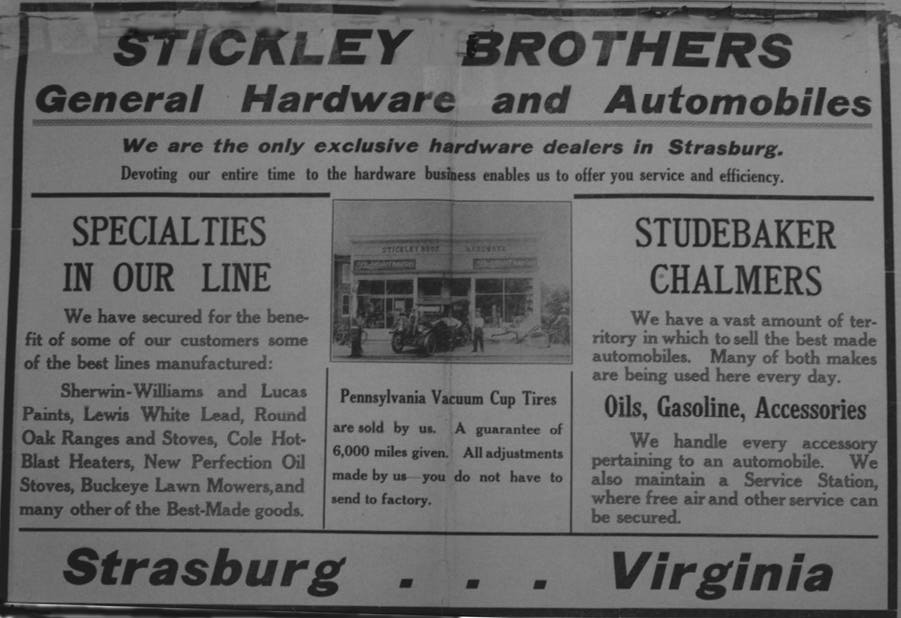 STICKLEY BROTHERS
General Hardware and Automobiles
We are the only exclusive hardware dealers in Strasburg.
Devoting our entire time to the hardware business enables us to offer you service and efficiency.
SPECIALTIES
IN OUR LINE
We have secured for the bene-
fit of some of our customers some
of the best lines manufactured:
Sherwin-Williams and Lucas
Paints, Lewis White Lead, Round
Oak Ranges and Stoves, Cole Hot-
Blast Heaters, New Perfection Oil
Stoves, Buckeye Lawn Mowers, and
many other of the Best-Made goods.
STICKLEY BROS HARDWARE
Pennsylvania Vacuum Cup Tires
are sold by us. A guarantee of
6,000 miles given. All adjustments
made by us—you do not have to
send to factory.
STUDEBAKER
CHALMERS
We have a vast amount of ter-
ritory in which to sell the best made
automobiles. Many of both makes
are being used here every day.
Oils, Gasoline, Accessories
We handle every accessory
pertaining to an automobile. We
also maintain a Service Station,
where free air and other service can
be secured.
Strasburg . . . Virginia